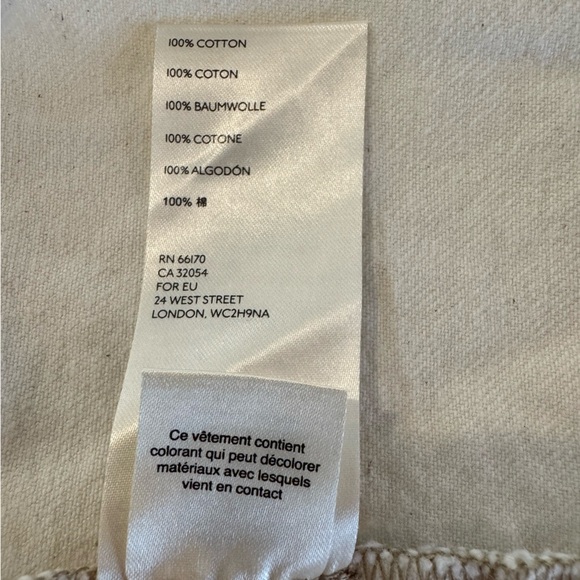 100% COTTON
100% COTON
100% BAUMWOLLE
100% COTONE
100% ALGODÓN
100% 棉
RN 66170
CA 32054
FOR EU
24 WEST STREET
LONDON, WC2H9NA
Ce vêtement contient
colorant qui peut décolorer
matériaux avec lesquels
vient en contact